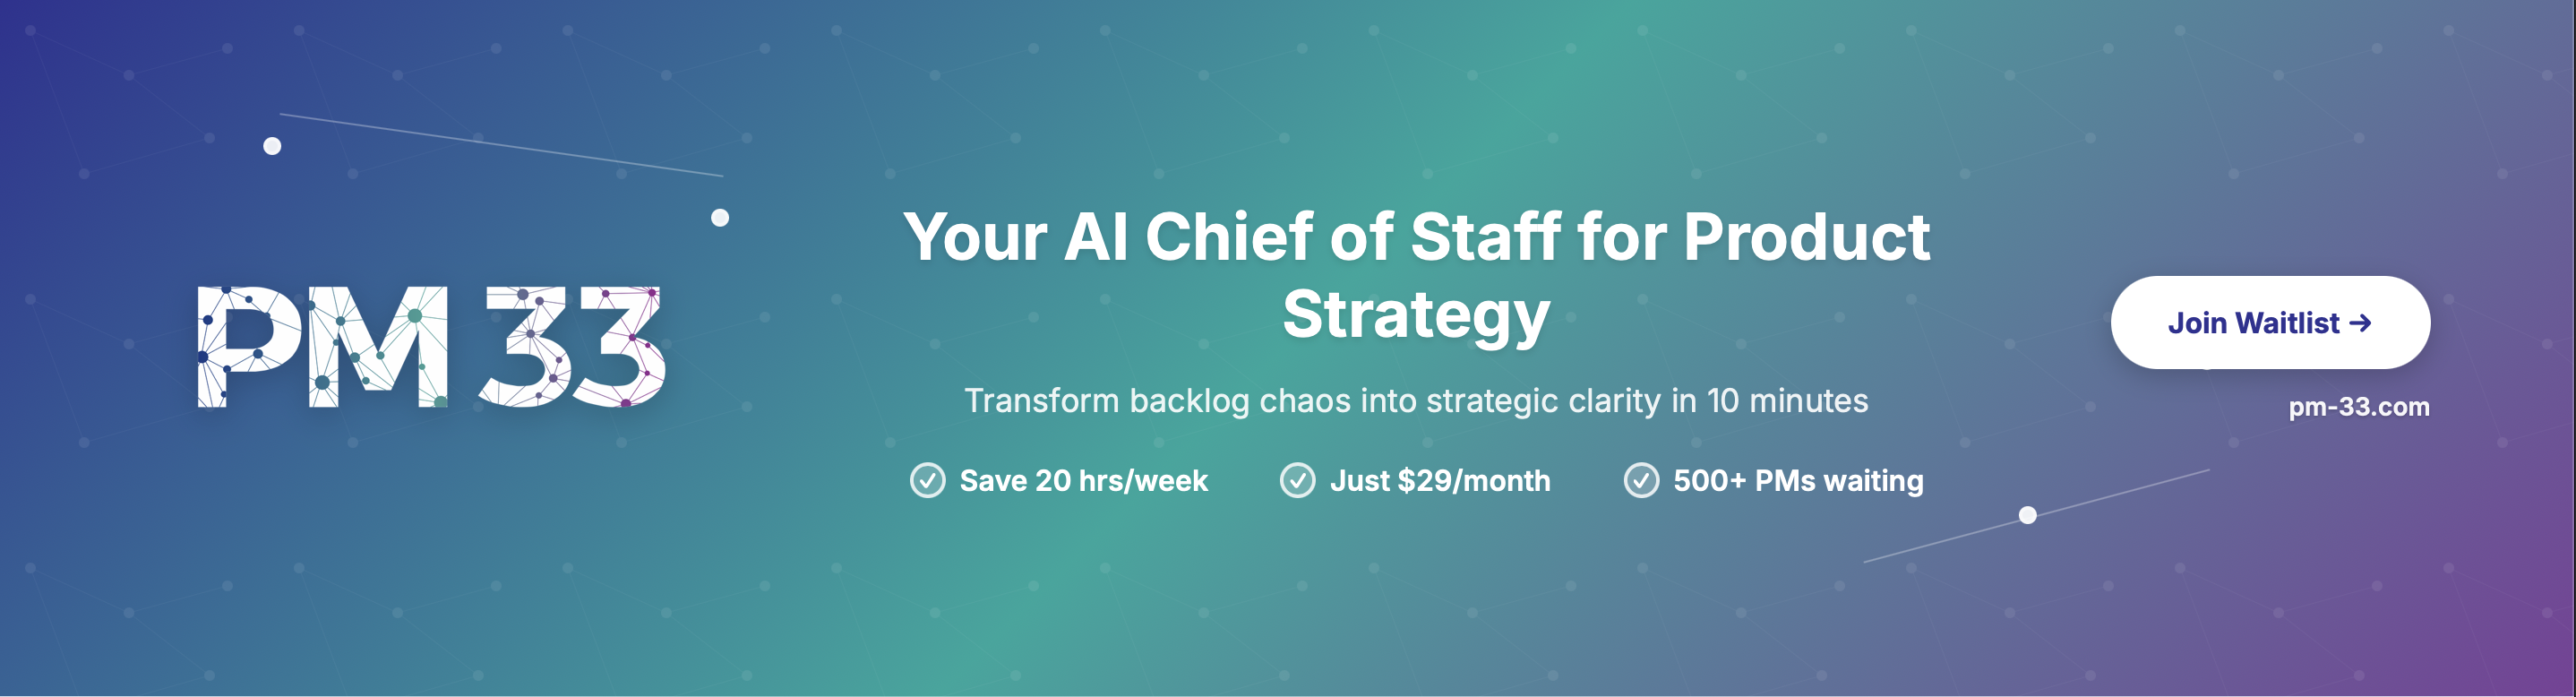 PM 33
Your AI Chief of Staff for Product
Strategy
Transform backlog chaos into strategic clarity in 10 minutes
Save 20 hrs/week
Just $29/month
500+ PMs waiting
Join Waitlist →
pm-33.com